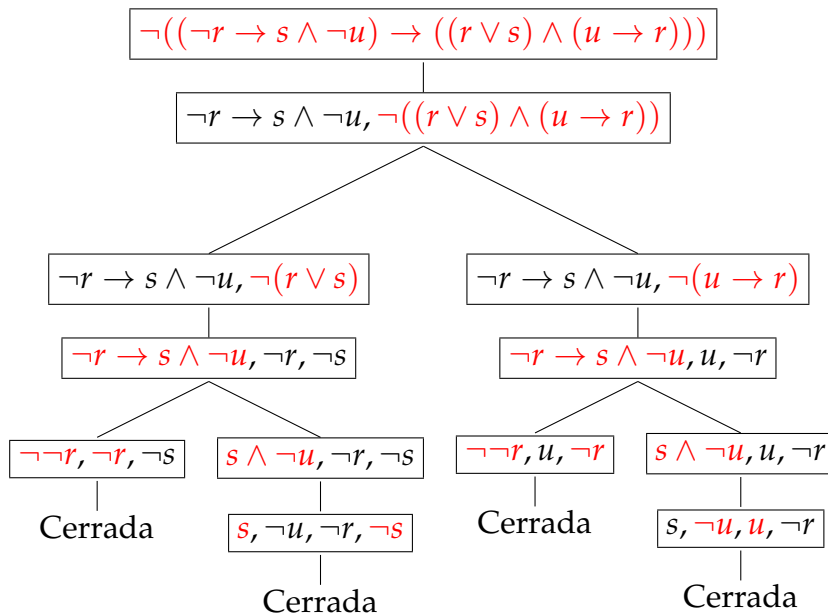 ¬((¬r → s ∧ ¬u) → ((r ∨ s) ∧ (u → r)))
¬r → s ∧ ¬u, ¬((r ∨ s) ∧ (u → r))
¬r → s ∧ ¬u, ¬(r ∨ s)
¬r → s ∧ ¬u, ¬(u → r)
¬r → s ∧ ¬u, ¬r, ¬s
¬r → s ∧ ¬u, u, ¬r
¬¬r, ¬r, ¬s
s ∧ ¬u, ¬r, ¬s
¬¬r, u, ¬r
s ∧ ¬u, u, ¬r
Cerrada
s, ¬u, ¬r, ¬s
Cerrada
s, ¬u, u, ¬r
Cerrada
Cerrada